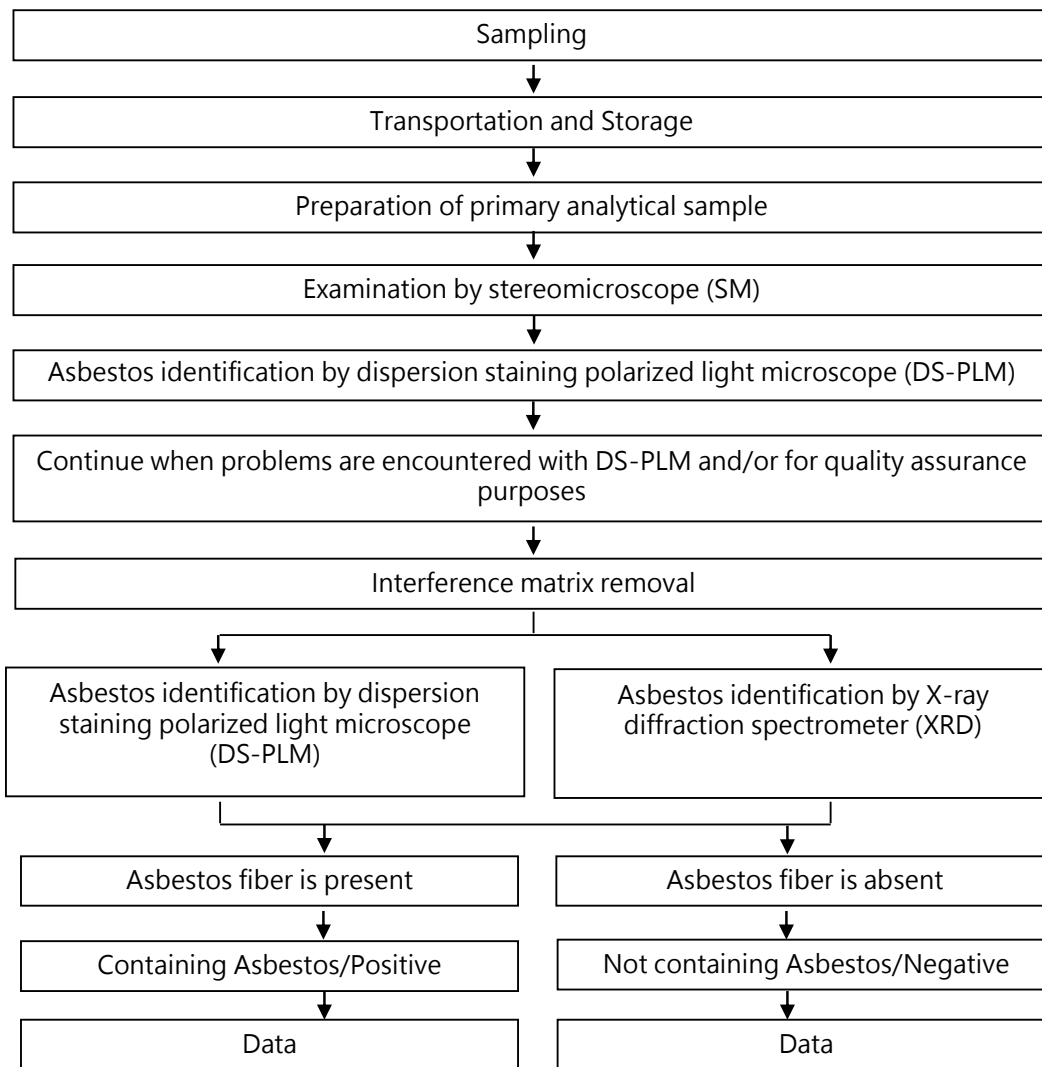 Sampling
Transportation and Storage
Preparation of primary analytical sample
Examination by stereomicroscope (SM)
Asbestos identification by dispersion staining polarized light microscope (DS-PLM)
Continue when problems are encountered with DS-PLM and/or for quality assurance
purposes
Interference matrix removal
Asbestos identification by dispersion
staining polarized light microscope
(DS-PLM)
Asbestos identification by X-ray
diffraction spectrometer (XRD)
Asbestos fiber is present
Asbestos fiber is absent
Containing Asbestos/Positive
Not containing Asbestos/Negative
Data
Data